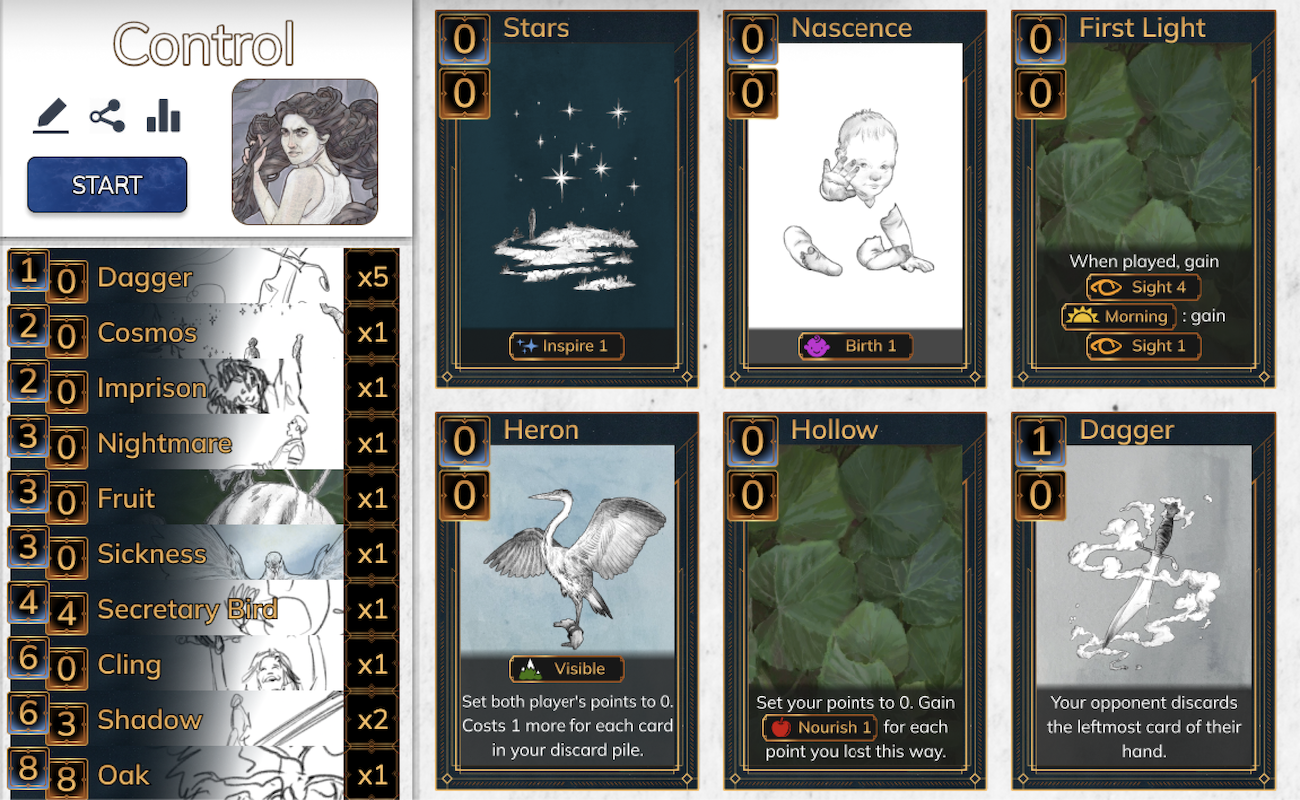 Control
START
1 0 Dagger x5
2 0 Cosmos x1
2 0 Imprison x1
3 0 Nightmare x1
3 0 Fruit x1
3 0 Sickness x1
4 4 Secretary Bird x1
6 0 Cling x1
6 3 Shadow x2
8 8 Oak x1
0 Stars
0
Inspire 1
0 Nascence
0
Birth 1
0 First Light
0
When played, gain
Sight 4
Morning : gain
Sight 1
0 Heron
0
Visible
Set both player's points to 0.
Costs 1 more for each card
in your discard pile.
0 Hollow
0
Set your points to 0. Gain
Nourish 1 for each
point you lost this way.
1 Dagger
0
Your opponent discards
the leftmost card of their
hand.